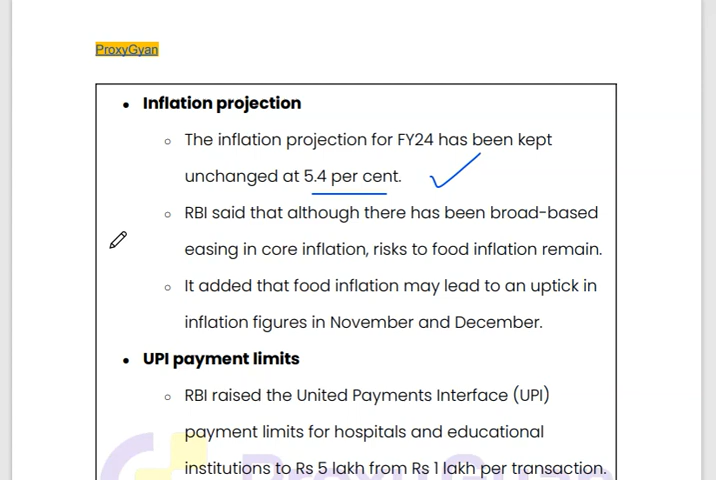 ProxyGyan
• Inflation projection
○ The inflation projection for FY24 has been kept
unchanged at 5.4 per cent.
○ RBI said that although there has been broad-based
easing in core inflation, risks to food inflation remain.
○ It added that food inflation may lead to an uptick in
inflation figures in November and December.
• UPI payment limits
○ RBI raised the United Payments Interface (UPI)
payment limits for hospitals and educational
institutions to Rs 5 lakh from Rs 1 lakh per transaction.
ProxyGyan